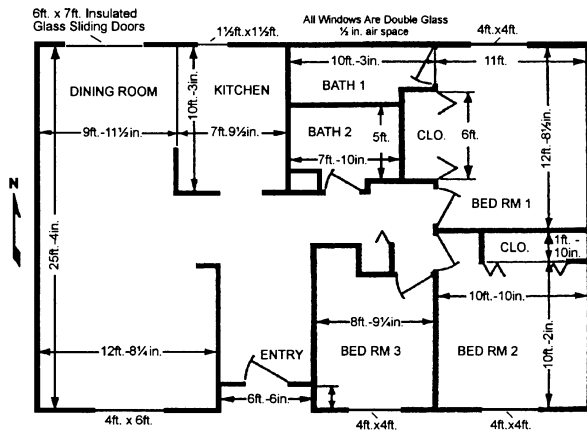 6ft. x 7ft. Insulated
Glass Sliding Doors
1½ft.x1½ft.
All Windows Are Double Glass
½ in. air space
4ft.x4ft.
10ft.-3in.
11ft.
DINING ROOM
10ft.-3in.
KITCHEN
BATH 1
9ft.-11½in.
7ft.9½in.
BATH 2
5ft.
CLO.
6ft.
12ft.-8½in.
7ft.-10in.
N
BED RM 1
25ft.-4in.
CLO.
1ft. -
10in.
10ft.-10in.
8ft.-9¼in.
12ft.-8¼in.
ENTRY
BED RM 3
BED RM 2
10ft.-2in.
6ft.-6in.
4ft. x 6ft.
4ft.x4ft.
4ft.x4ft.